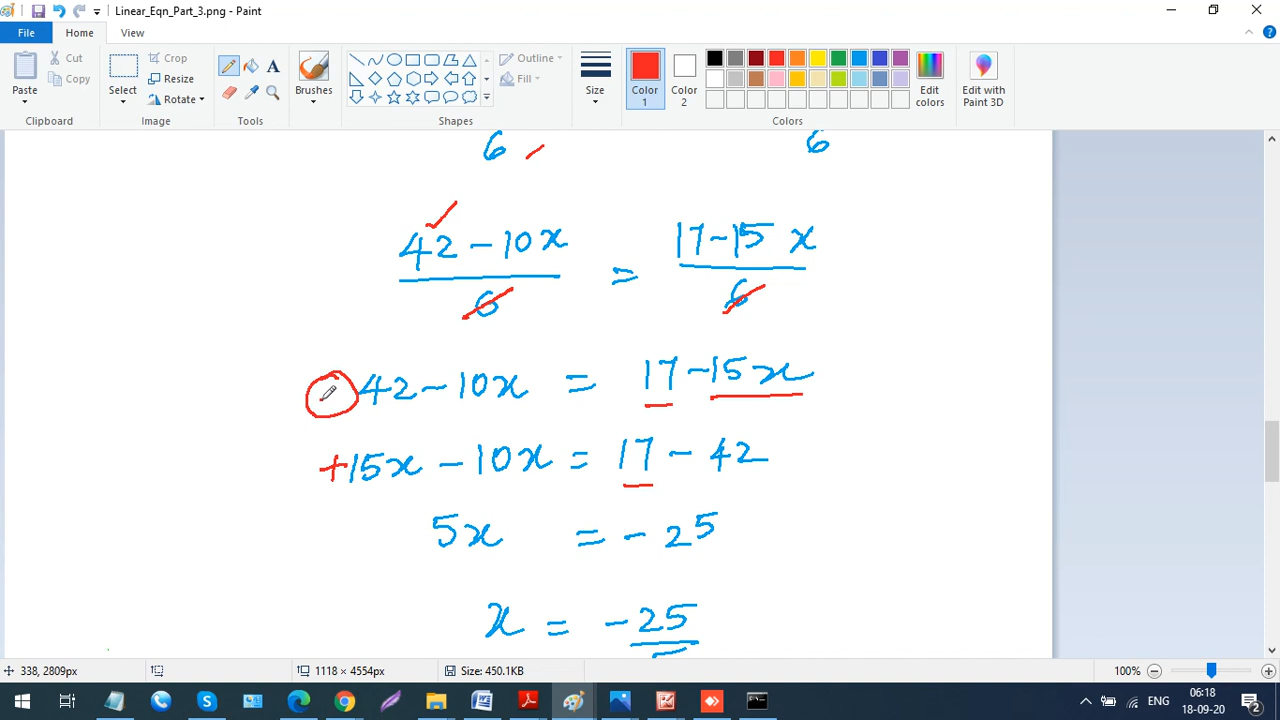 Linear_Eqn_Part_3.png - Paint
File Home View
Paste Cut Copy Clipboard
Select Crop Resize Rotate Image
A Tools
Brushes
Shapes Outline Fill
Size
Color 1 Color 2 Edit colors Edit with Paint 3D Colors
6 6
42 - 10x / 6 = 17 - 15x / 6
42 - 10x = 17 - 15x
+15x - 10x = 17 - 42
5x = - 25
x = - 25
338, 2809px 1118 × 4554px Size: 450.1KB 100%
ENG 06:18 18-09-20 2